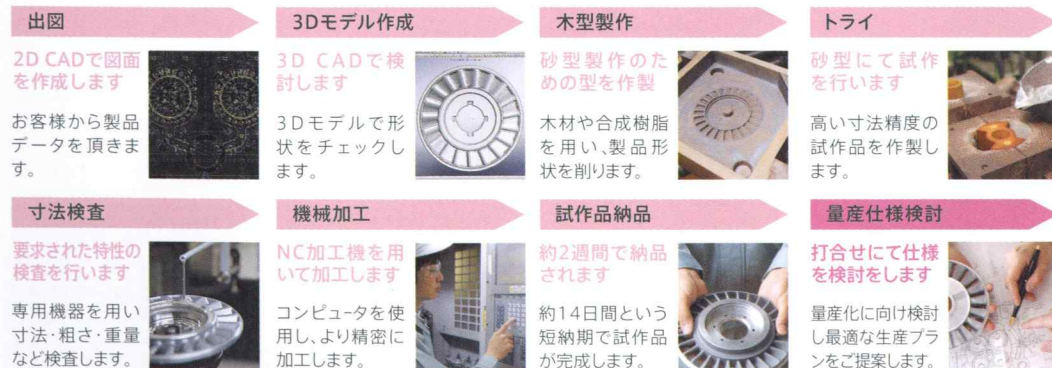 出図
2D CADで図面
を作成します
お客様から製品
データを頂きま
す。
3Dモデル作成
3D CADで検
討します
3Dモデルで形
状をチェックし
ます。
木型製作
砂型製作のた
めの型を作製
木材や合成樹脂
を用い、製品形
状を削ります。
トライ
砂型にて試作
を行います
高い寸法精度の
試作品を作製し
ます。
寸法検査
要求された特性の
検査を行います
専用機器を用い
寸法・粗さ・重量
など検査します。
機械加工
NC加工機を用
いて加工します
コンピュータを使
用し、より精密に
加工します。
試作品納品
約2週間で納品
されます
約14日間という
短納期で試作品
が完成します。
量産仕様検討
打合せにて仕様
を検討をします
量産化に向け検討
し最適な生産プラ
ンをご提案します。